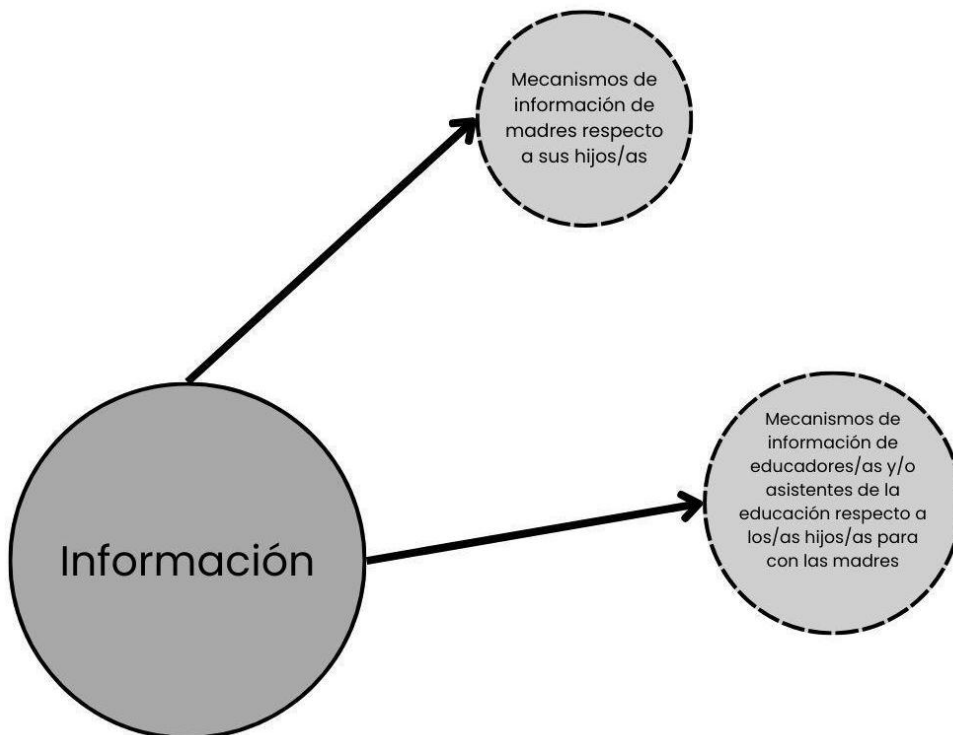 Mecanismos de
información de
madres respecto
a sus hijos/as
Mecanismos de
información de
educadores/as y/o
asistentes de la
educación respecto a
los/as hijos/as para
con las madres
Información